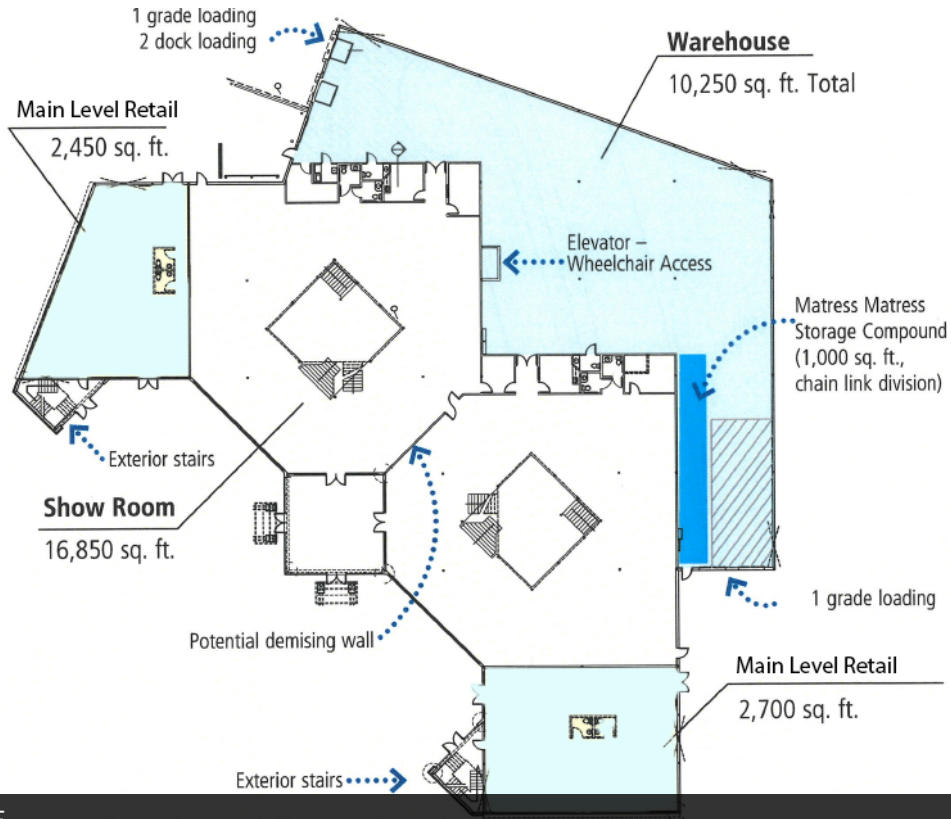 1 grade loading
2 dock loading
Warehouse
10,250 sq. ft. Total
Main Level Retail
2,450 sq. ft.
Elevator –
Wheelchair Access
Matress Matress
Storage Compound
(1,000 sq. ft.,
chain link division)
Exterior stairs
Show Room
16,850 sq. ft.
1 grade loading
Potential demising wall
Main Level Retail
2,700 sq. ft.
Exterior stairs